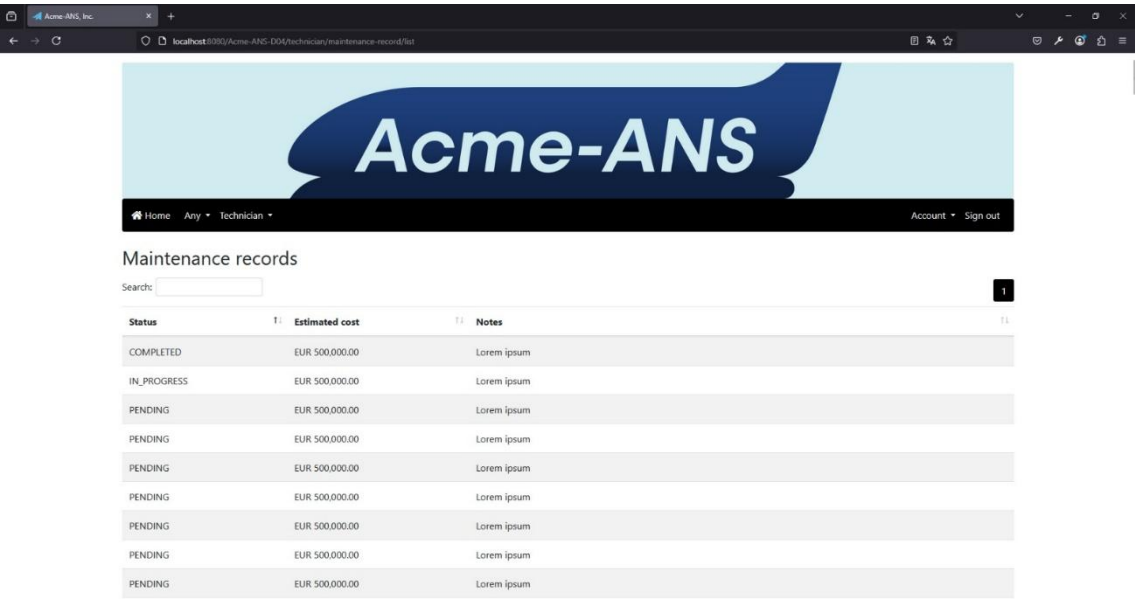 Acme-ANS, Inc.
localhost:8080/Acme-ANS-D04/technician/maintenance-record/list
Acme-ANS
Home Any Technician Account Sign out
Maintenance records
Search:
1
Status Estimated cost Notes
COMPLETED EUR 500,000.00 Lorem ipsum
IN_PROGRESS EUR 500,000.00 Lorem ipsum
PENDING EUR 500,000.00 Lorem ipsum
PENDING EUR 500,000.00 Lorem ipsum
PENDING EUR 500,000.00 Lorem ipsum
PENDING EUR 500,000.00 Lorem ipsum
PENDING EUR 500,000.00 Lorem ipsum
PENDING EUR 500,000.00 Lorem ipsum
PENDING EUR 500,000.00 Lorem ipsum